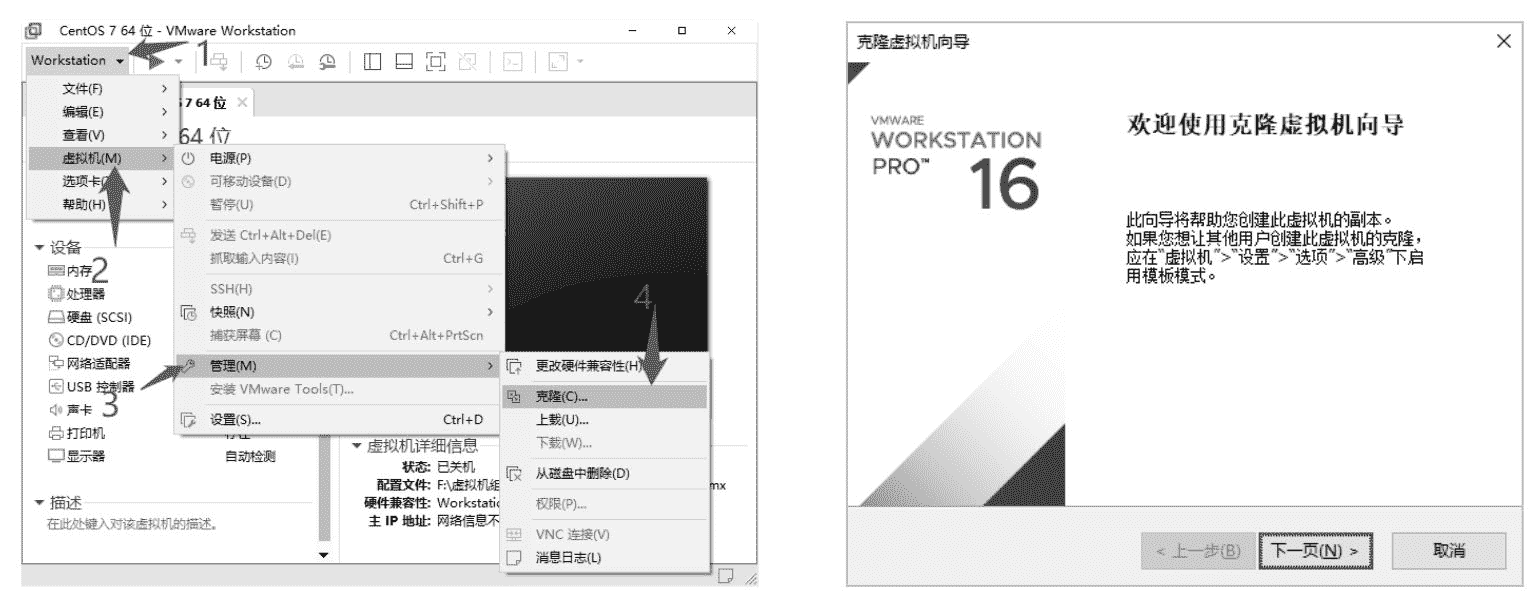 CentOS 7 64 位 - VMware Workstation
1
Workstation
文件(F)
编辑(E)
查看(V)
虚拟机(M)
选项卡
帮助(H)
7 64 位
64 位
电源(P)
可移动设备(D)
暂停(U) Ctrl+Shift+P
发送 Ctrl+Alt+Del(E)
抓取输入内容(I) Ctrl+G
SSH(H)
快照(N)
捕获屏幕 (C) Ctrl+Alt+PrtScn
管理(M)
安装 VMware Tools(T)...
设置(S)... Ctrl+D
2
3
4
更改硬件兼容性(H)
克隆(C)...
上载(U)...
下载(W)...
从磁盘中删除(D)
权限(P)...
VNC 连接(V)
消息日志(L)
设备
内存
处理器
硬盘 (SCSI)
CD/DVD (IDE)
网络适配器
USB 控制器
声卡
打印机
显示器 自动检测
描述
在此处键入对该虚拟机的描述。
虚拟机详细信息
状态: 已关机
配置文件: F:\虚拟机组 mx
硬件兼容性: Workstatio
主 IP 地址: 网络信息不
克隆虚拟机向导
VMWARE
WORKSTATION
PRO™ 16
欢迎使用克隆虚拟机向导
此向导将帮助您创建此虚拟机的副本。
如果您想让其他用户创建此虚拟机的克隆，
应在"虚拟机">"设置">"选项">"高级"下启
用模板模式。
< 上一步(B) 下一页(N) > 取消